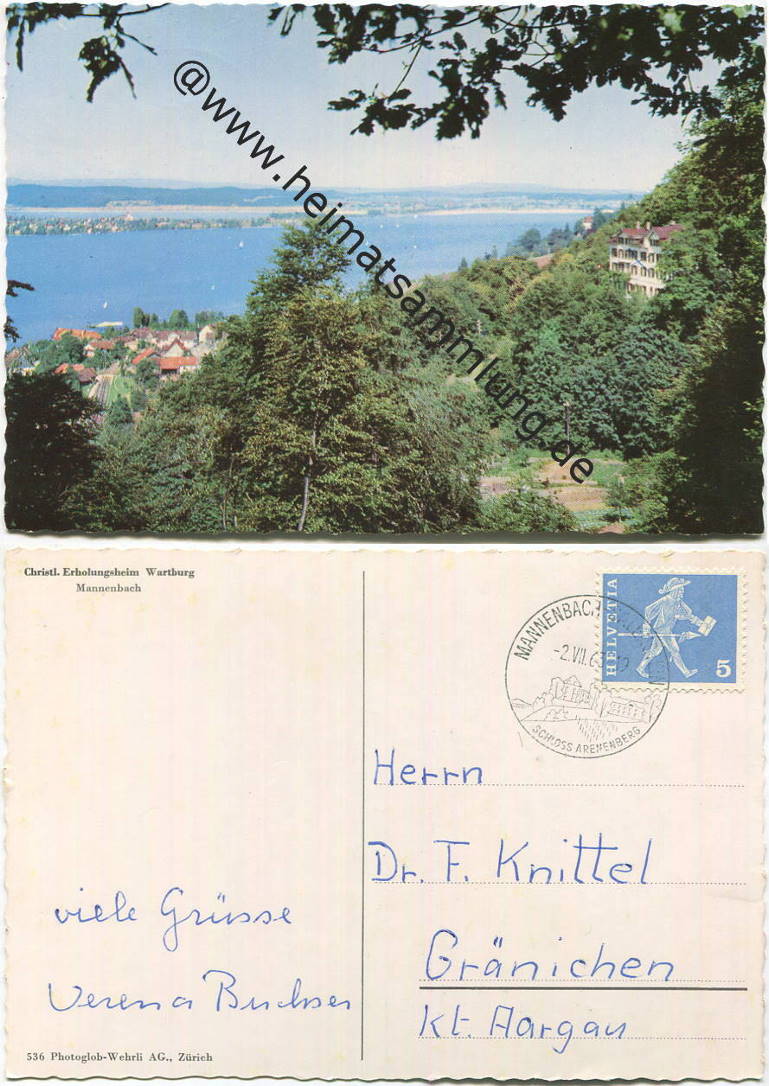 @www.heimatsammlung.de
Christl. Erholungsheim Wartburg
Mannenbach
HELVETIA
5
MANNENBACH
-2.VII.63
SCHLOSS ARENENBERG
Herrn
Dr. F. Knittel
Gränichen
Kt. Aargau
viele Grüsse
Verena Buchser
536 Photoglob-Wehrli AG., Zürich